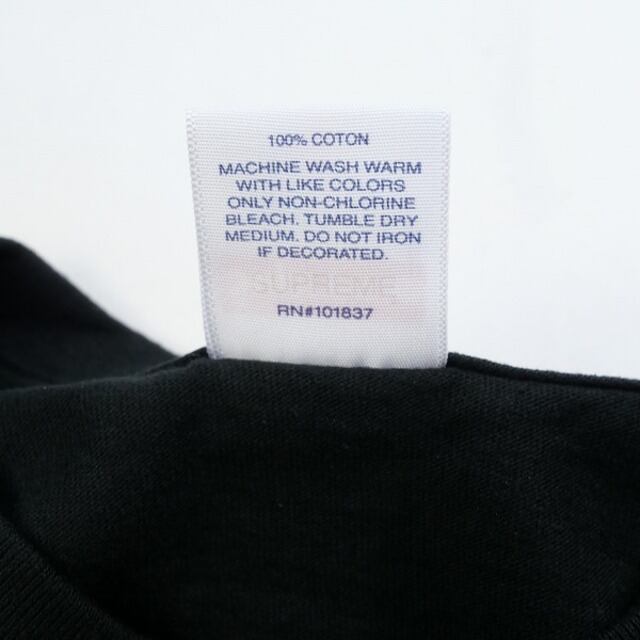 100% COTON
MACHINE WASH WARM
WITH LIKE COLORS
ONLY NON-CHLORINE
BLEACH. TUMBLE DRY
MEDIUM. DO NOT IRON
IF DECORATED.
SUPREME
RN#101837